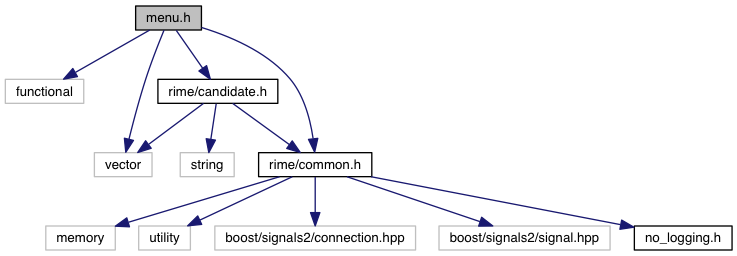 menu.h
functional
rime/candidate.h
vector
string
rime/common.h
memory
utility
boost/signals2/connection.hpp
boost/signals2/signal.hpp
no_logging.h